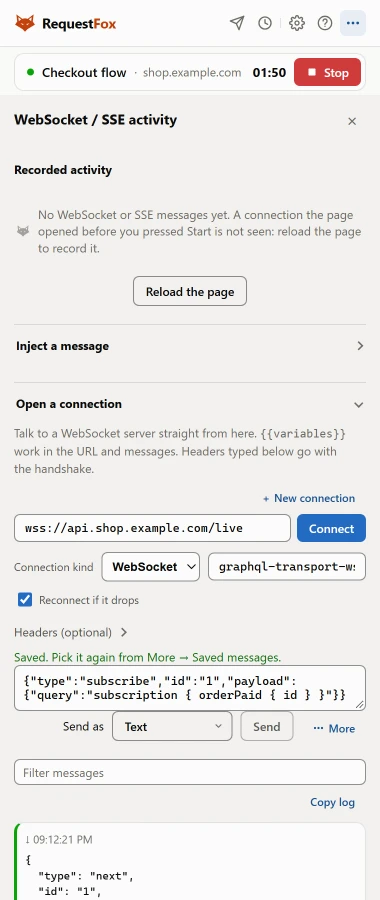 RequestFox
Checkout flow · shop.example.com 01:50 Stop
WebSocket / SSE activity
Recorded activity
No WebSocket or SSE messages yet. A connection the page
opened before you pressed Start is not seen: reload the page
to record it.
Reload the page
Inject a message
Open a connection
Talk to a WebSocket server straight from here. {{variables}}
work in the URL and messages. Headers typed below go with
the handshake.
+ New connection
wss://api.shop.example.com/live Connect
Connection kind WebSocket graphql-transport-ws
Reconnect if it drops
Headers (optional)
Saved. Pick it again from More → Saved messages.
{"type":"subscribe","id":"1","payload":
{"query":"subscription { orderPaid { id } }"}}
Send as Text Send ··· More
Filter messages
Copy log
↓ 09:12:21 PM
{
"type": "next",
"id": "1",